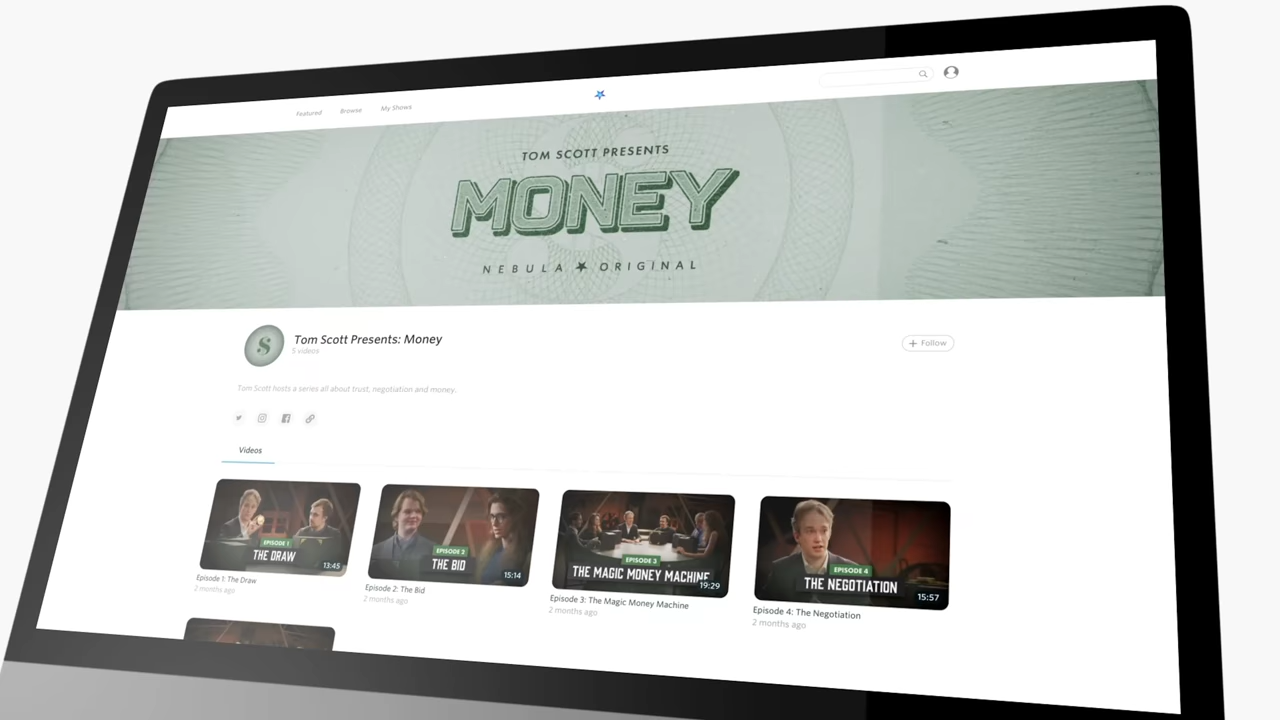 Featured Browse My Shows
TOM SCOTT PRESENTS
MONEY
NEBULA ORIGINAL
Tom Scott Presents: Money
5 videos
+ Follow
Tom Scott hosts a series all about trust, negotiation and money.
Videos
EPISODE 1
THE DRAW
13:45
Episode 1: The Draw
2 months ago
EPISODE 2
THE BID
15:14
Episode 2: The Bid
2 months ago
EPISODE 3
THE MAGIC MONEY MACHINE
19:29
Episode 3: The Magic Money Machine
2 months ago
EPISODE 4
THE NEGOTIATION
15:57
Episode 4: The Negotiation
2 months ago